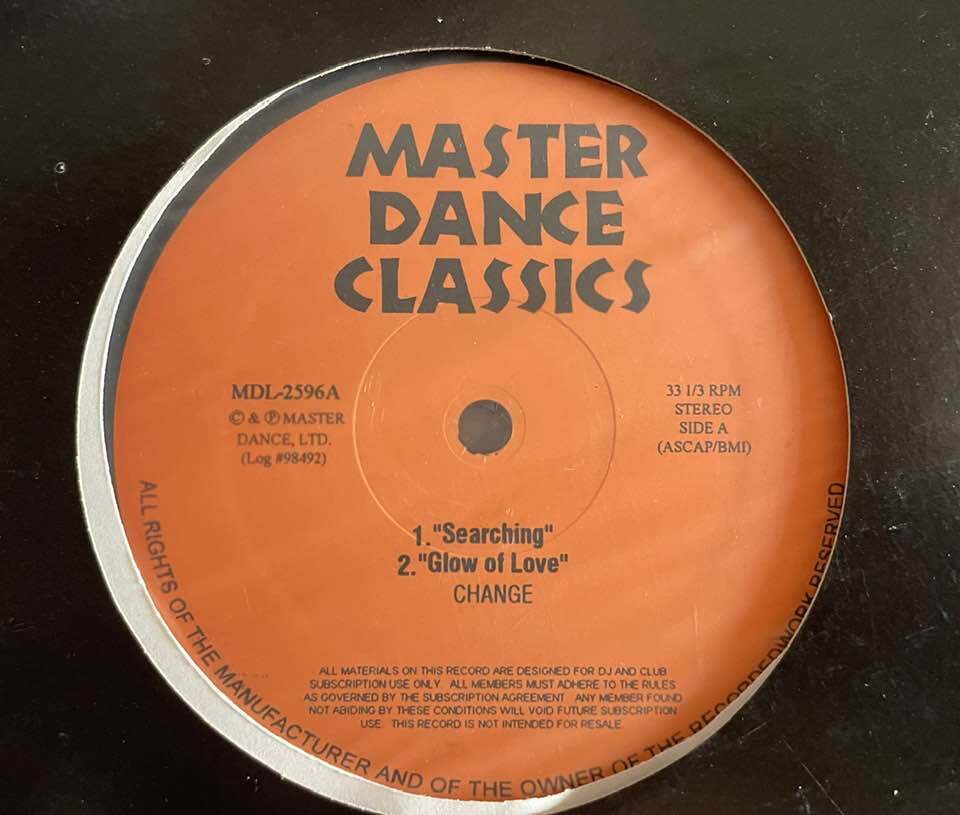 MASTER
DANCE
CLASSICS
MDL-2596A
© & ℗ MASTER
DANCE, LTD.
(Log #98492)
33 1/3 RPM
STEREO
SIDE A
(ASCAP/BMI)
1."Searching"
2."Glow of Love"
CHANGE
ALL MATERIALS ON THIS RECORD ARE DESIGNED FOR DJ AND CLUB
SUBSCRIPTION USE ONLY ALL MEMBERS MUST ADHERE TO THE RULES
AS GOVERNED BY THE SUBSCRIPTION AGREEMENT ANY MEMBER FOUND
NOT ABIDING BY THESE CONDITIONS WILL VOID FUTURE SUBSCRIPTION
USE. THIS RECORD IS NOT INTENDED FOR RESALE.
ALL RIGHTS OF THE MANUFACTURER AND OF THE OWNER OF THE RECORDEDWORK RESERVED